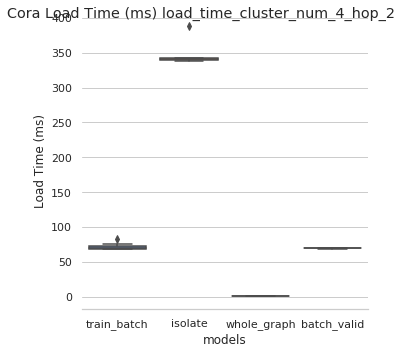 Cora Load Time (ms) load_time_cluster_num_4_hop_2
400
350
300
250
200
150
100
50
0
Load Time (ms)
train_batch isolate whole_graph batch_valid
models